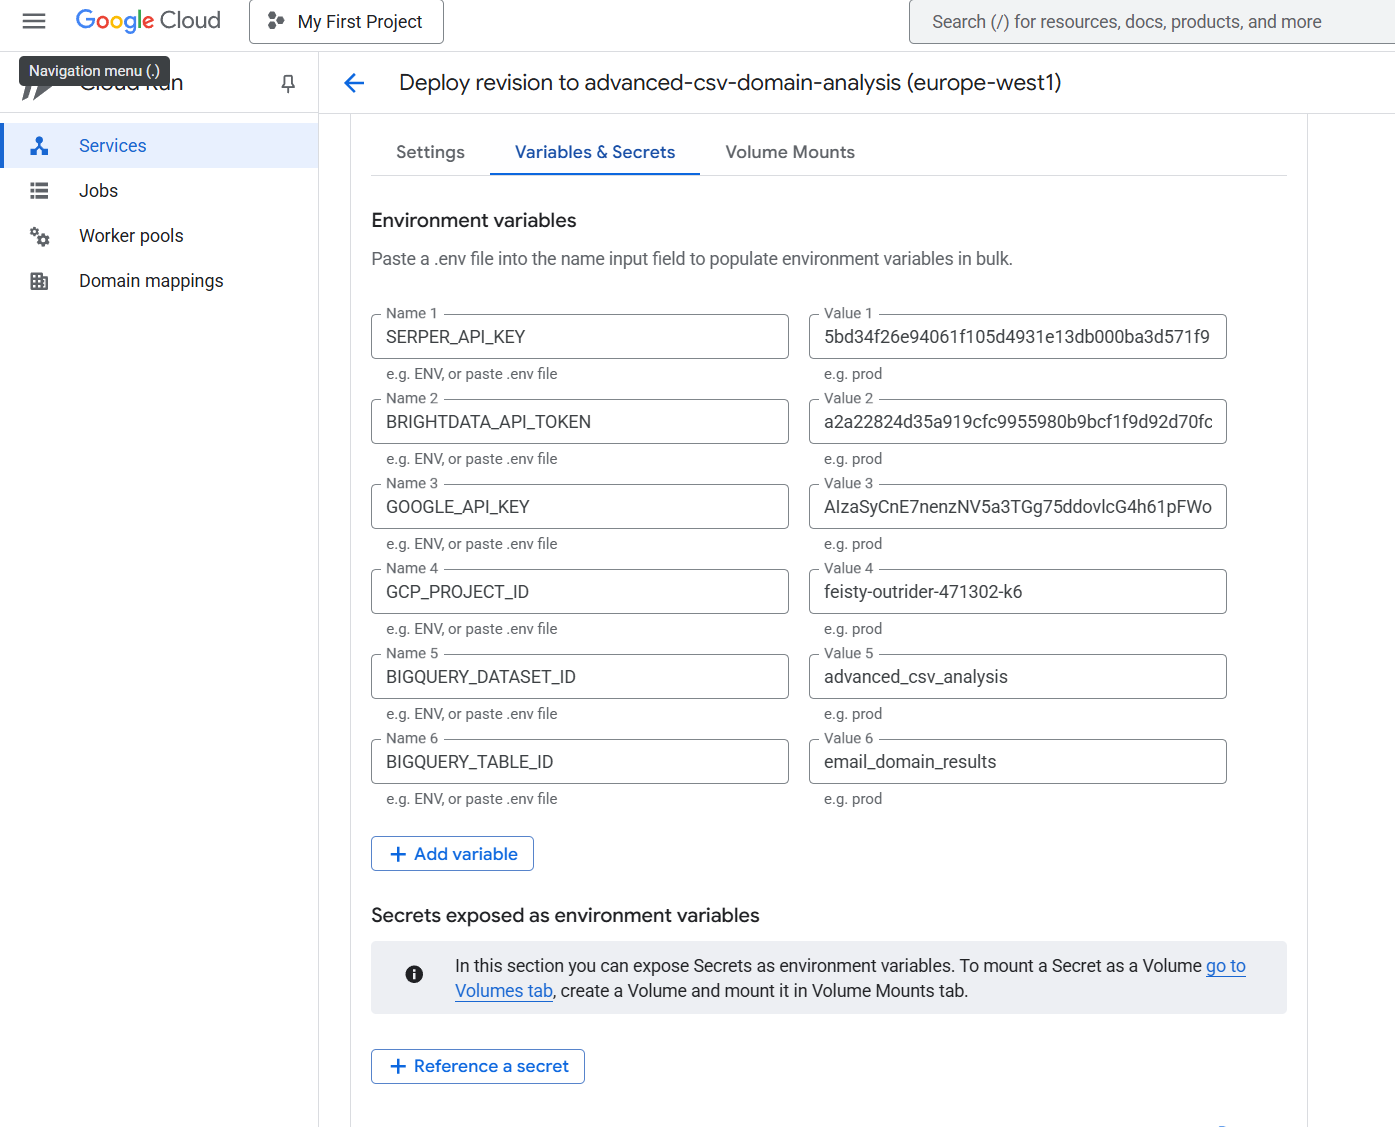 Google Cloud
My First Project
Search (/) for resources, docs, products, and more
Navigation menu (.)
Cloud Run
Deploy revision to advanced-csv-domain-analysis (europe-west1)
Services
Jobs
Worker pools
Domain mappings
Settings
Variables & Secrets
Volume Mounts
Environment variables
Paste a .env file into the name input field to populate environment variables in bulk.
Name 1
SERPER_API_KEY
e.g. ENV, or paste .env file
Value 1
5bd34f26e94061f105d4931e13db000ba3d571f9
e.g. prod
Name 2
BRIGHTDATA_API_TOKEN
e.g. ENV, or paste .env file
Value 2
a2a22824d35a919cfc9955980b9bcf1f9d92d70fc
e.g. prod
Name 3
GOOGLE_API_KEY
e.g. ENV, or paste .env file
Value 3
AIzaSyCnE7nenzNV5a3TGg75ddovlcG4h61pFWo
e.g. prod
Name 4
GCP_PROJECT_ID
e.g. ENV, or paste .env file
Value 4
feisty-outrider-471302-k6
e.g. prod
Name 5
BIGQUERY_DATASET_ID
e.g. ENV, or paste .env file
Value 5
advanced_csv_analysis
e.g. prod
Name 6
BIGQUERY_TABLE_ID
e.g. ENV, or paste .env file
Value 6
email_domain_results
e.g. prod
+ Add variable
Secrets exposed as environment variables
In this section you can expose Secrets as environment variables. To mount a Secret as a Volume go to
Volumes tab, create a Volume and mount it in Volume Mounts tab.
+ Reference a secret